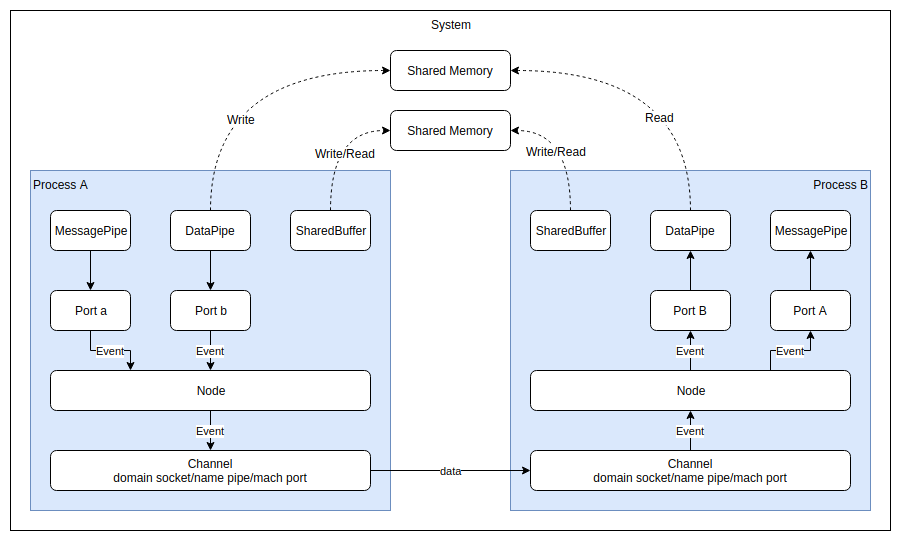 System
Shared Memory
Write
Read
Shared Memory
Write/Read
Write/Read
Process A
Process B
MessagePipe
DataPipe
SharedBuffer
SharedBuffer
DataPipe
MessagePipe
Port a
Port b
Port B
Port A
Event
Event
Event
Event
Node
Node
Event
Event
Channel
domain socket/name pipe/mach port
data
Channel
domain socket/name pipe/mach port